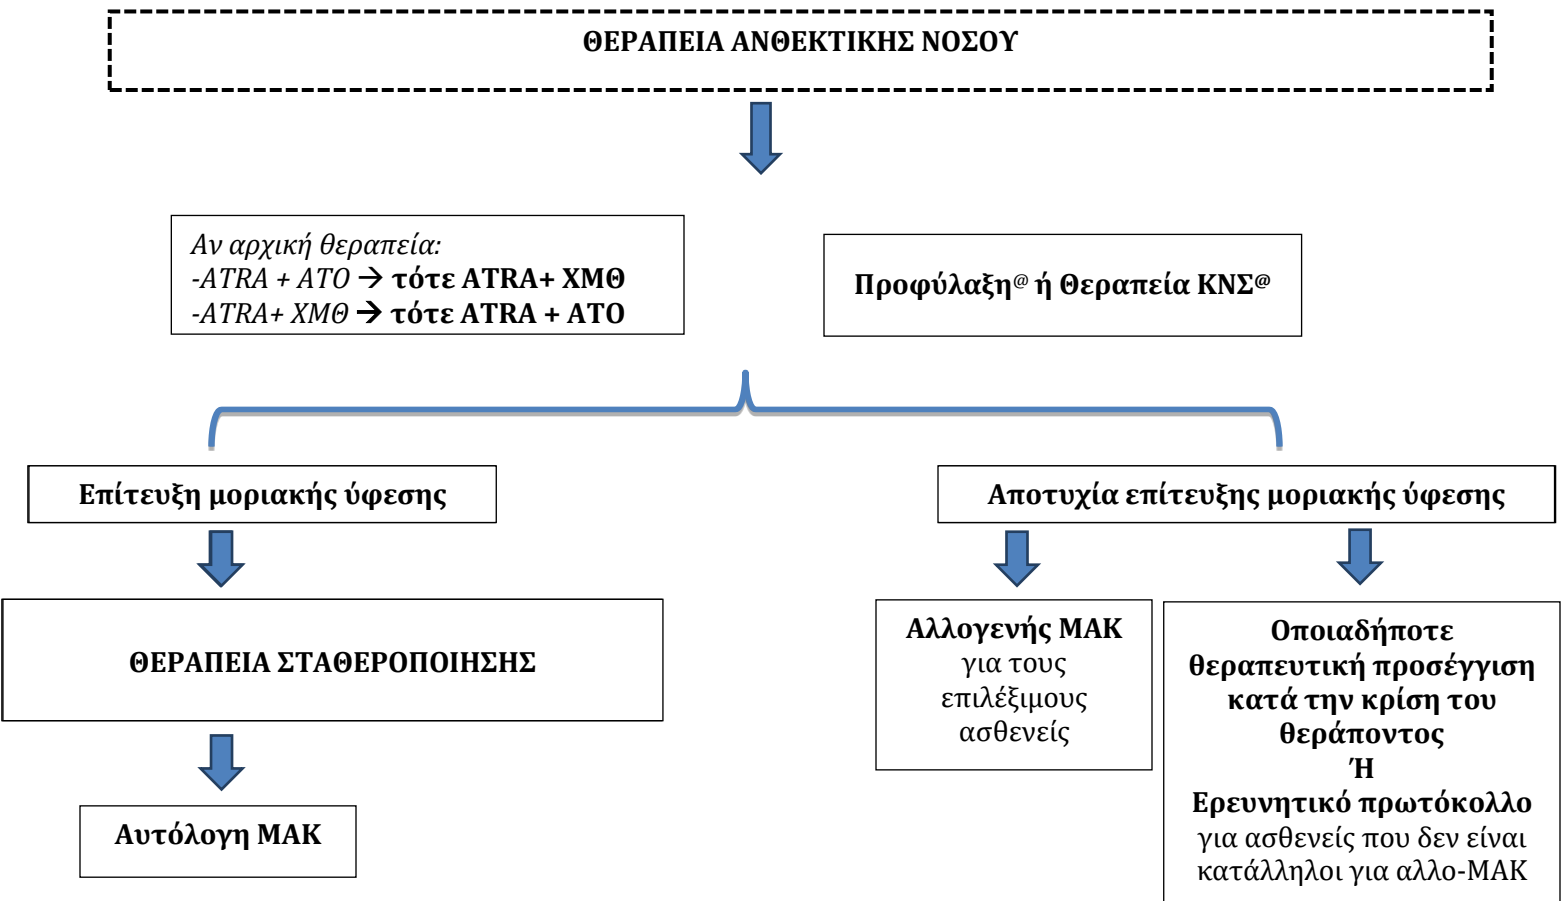 ΘΕΡΑΠΕΙΑ ΑΝΘΕΚΤΙΚΗΣ ΝΟΣΟΥ
Αν αρχική θεραπεία:
-ATRA + ATO → τότε ATRA+ ΧΜΘ
-ATRA+ ΧΜΘ → τότε ATRA + ATO
Προφύλαξη@ ή Θεραπεία ΚΝΣ@
Επίτευξη μοριακής ύφεσης
Αποτυχία επίτευξης μοριακής ύφεσης
ΘΕΡΑΠΕΙΑ ΣΤΑΘΕΡΟΠΟΙΗΣΗΣ
Αυτόλογη ΜΑΚ
Αλλογενής ΜΑΚ
για τους
επιλέξιμους
ασθενείς
Οποιαδήποτε
θεραπευτική προσέγγιση
κατά την κρίση του
θεράποντος
Ή
Ερευνητικό πρωτόκολλο
για ασθενείς που δεν είναι
κατάλληλοι για αλλο-ΜΑΚ